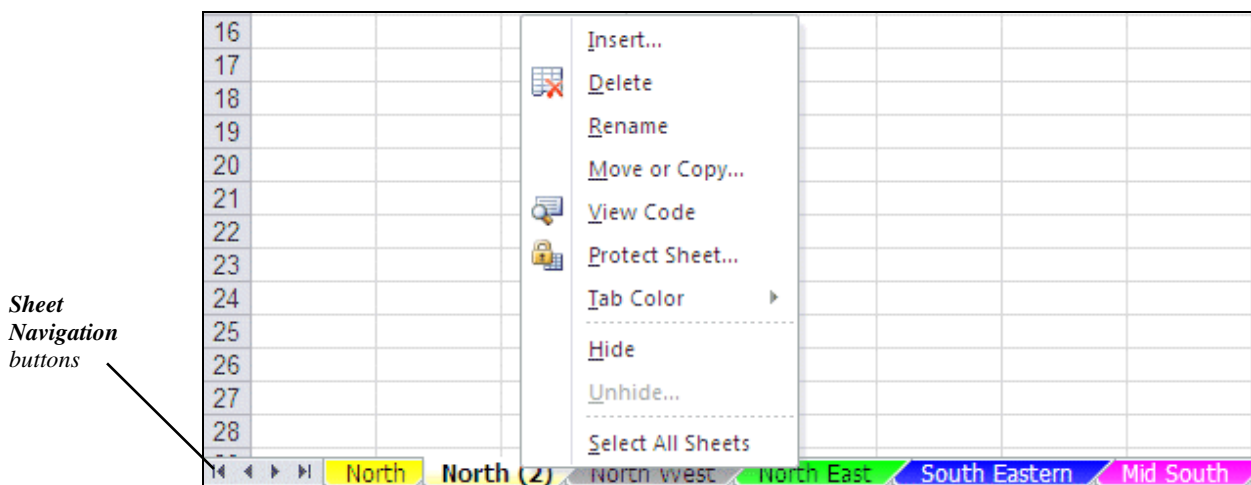 16
17
18
19
20
21
22
23
24
25
26
27
28
Insert...
Delete
Rename
Move or Copy...
View Code
Protect Sheet...
Tab Color
Hide
Unhide...
Select All Sheets
Sheet
Navigation
buttons
North North (2) North West North East South Eastern Mid South